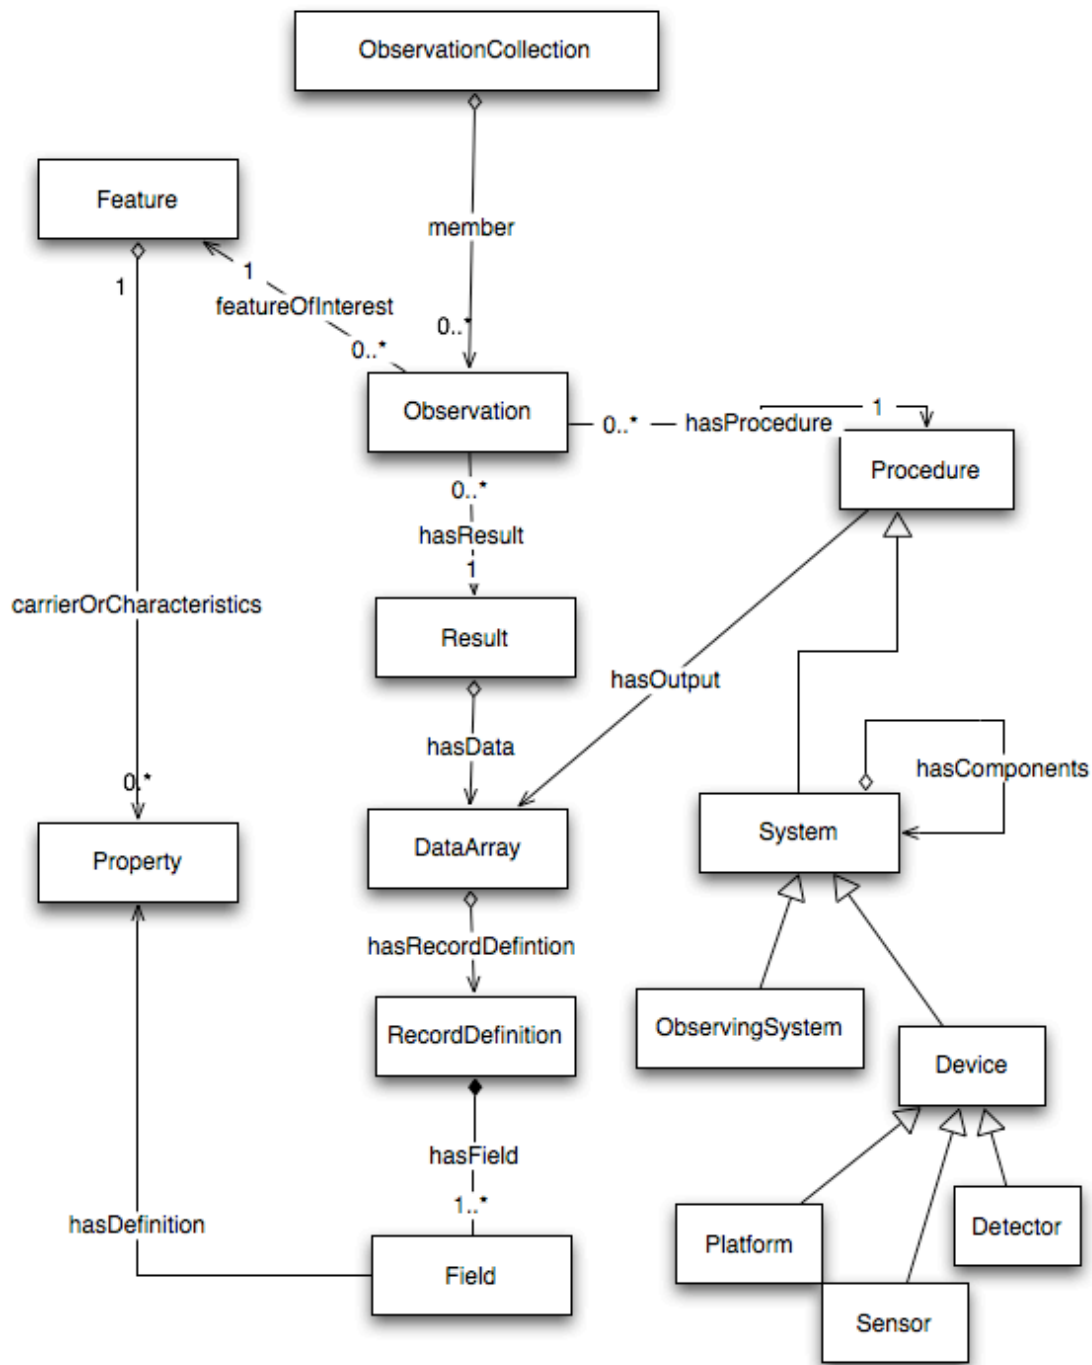 ObservationCollection
Feature
member
1
1
featureOfInterest
0..*
0..*
Observation
0..*
hasProcedure
1
Procedure
0..*
hasResult
1
carrierOrCharacteristics
Result
hasOutput
hasData
hasComponents
0.*
Property
DataArray
System
hasRecordDefintion
ObservingSystem
RecordDefinition
Device
hasField
1..*
hasDefinition
Platform
Detector
Field
Sensor